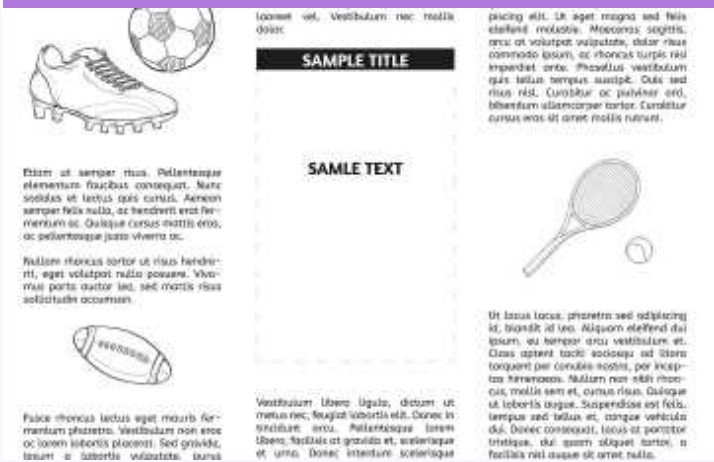 Etiam ut semper risus. Pellentesque
elementum faucibus consequat. Nunc
sodales et lectus quis cursus. Aenean
semper felis nulla, ac hendrerit erat fer-
mentum ac. Quisque cursus mattis eros,
ac pellentesque justo viverra ac.
Nullam rhoncus tortor ut risus hendre-
rit, eget volutpat nulla posuere. Viva-
mus porta auctor leo, sed mattis risus
sollicitudin accumsan.
Fusce rhoncus lectus eget mauris fer-
mentum pharetra. Vestibulum non eros
ac lorem lobortis placerat. Sed gravida,
ipsum a lobortis vulputate, purus
laoreet vel, Vestibulum nec mollis
dolor.
SAMPLE TITLE
SAMLE TEXT
Vestibulum libero ligula, dictum ut
metus nec, feugiat lobortis elit. Donec in
tincidunt arcu. Pellentesque lorem
libero, facilisis at gravida et, scelerisque
et urna. Donec interdum scelerisque
piscing elit. Ut eget magna sed felis
eleifend molestie. Maecenas sagittis,
arcu at volutpat vulputate, dolor risus
commodo ipsum, ac rhoncus turpis nisl
imperdiet ante. Phasellus vestibulum
quis tellus tempus suscipit. Duis sed
risus nisl. Curabitur ac pulvinar orci,
bibendum ullamcorper tortor. Curabitur
cursus eros sit amet mollis rutrum.
Ut lacus lacus, pharetra sed adipiscing
id, blandit id leo. Aliquam eleifend dui
ipsum, eu tempor arcu vestibulum et.
Class aptent taciti sociosqu ad litora
torquent per conubia nostra, per incep-
tos himenaeos. Nullam non nibh rhon-
cus, mollis sem et, cursus risus. Quisque
ut lobortis augue. Suspendisse est felis,
tempus sed tellus et, congue vehicula
dui. Donec consequat, lacus at porttitor
tristique, dui quam aliquet tortor, a
facilisis nisl augue sit amet nulla.